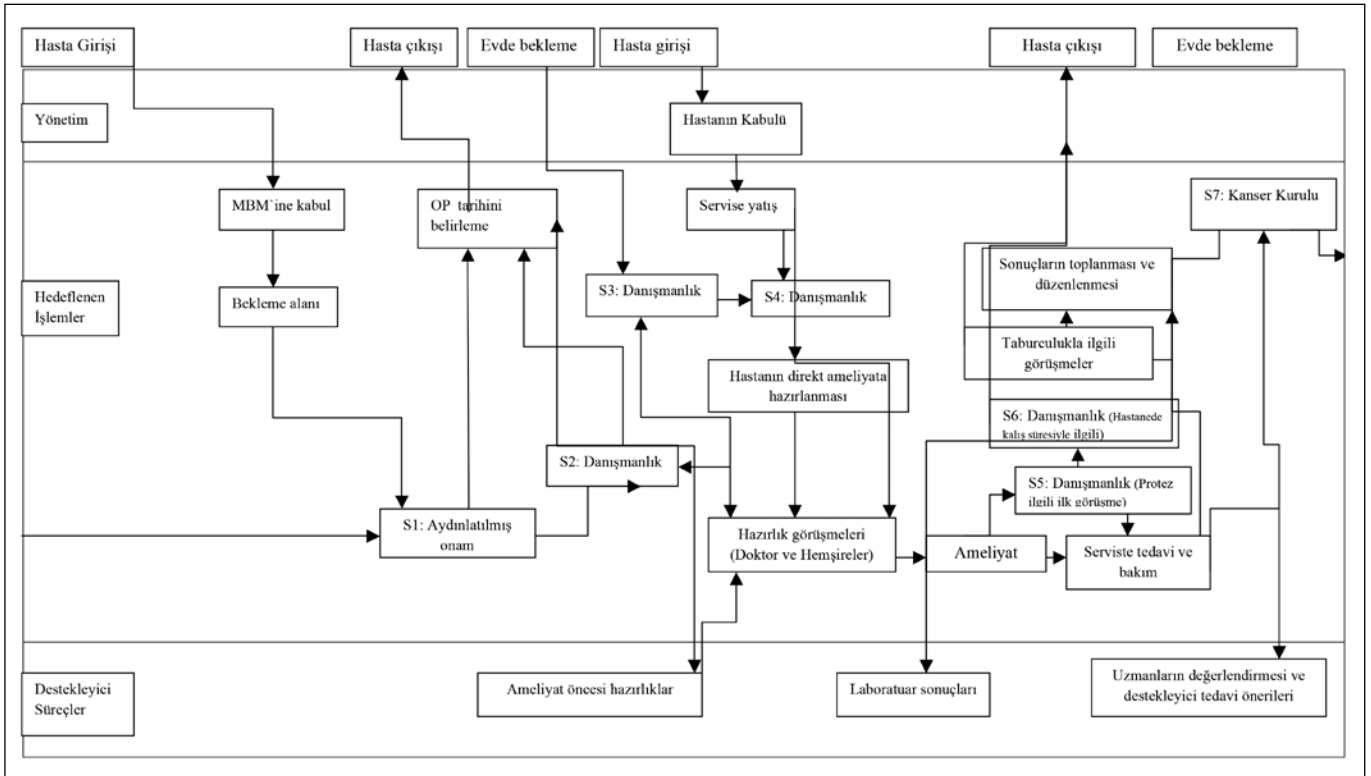 Hasta Girişi
Hasta çıkışı
Evde bekleme
Hasta girişi
Hasta çıkışı
Evde bekleme
Yönetim
Hastanın Kabulü
MBM`ine kabul
OP tarihini
belirleme
Servise yatış
S7: Kanser Kurulu
Hedeflenen
İşlemler
Bekleme alanı
S3: Danışmanlık
S4: Danışmanlık
Sonuçların toplanması ve
düzenlenmesi
Taburculukla ilgili
görüşmeler
Hastanın direkt ameliyata
hazırlanması
S6: Danışmanlık (Hastanede
kalış süresiyle ilgili)
S2: Danışmanlık
S5: Danışmanlık (Protez
ilgili ilk görüşme)
S1: Aydınlatılmış
onam
Hazırlık görüşmeleri
(Doktor ve Hemşireler)
Ameliyat
Serviste tedavi ve
bakım
Destekleyici
Süreçler
Ameliyat öncesi hazırlıklar
Laboratuar sonuçları
Uzmanların değerlendirmesi ve
destekleyici tedavi önerileri